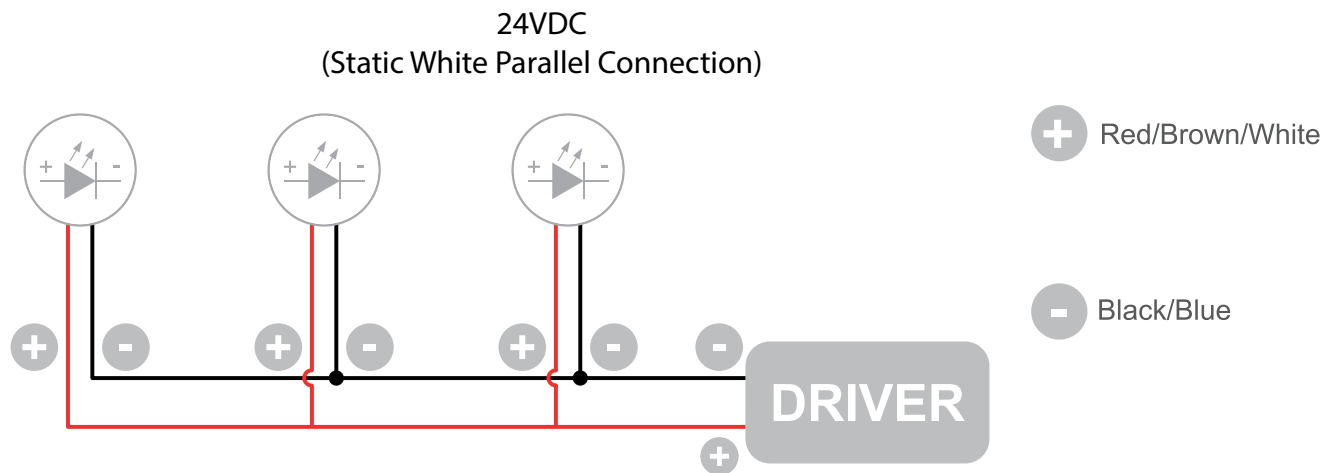 24VDC
(Static White Parallel Connection)
+ -
+ -
+ -
+ Red/Brown/White
- Black/Blue
+ - + - + - -
DRIVER
+